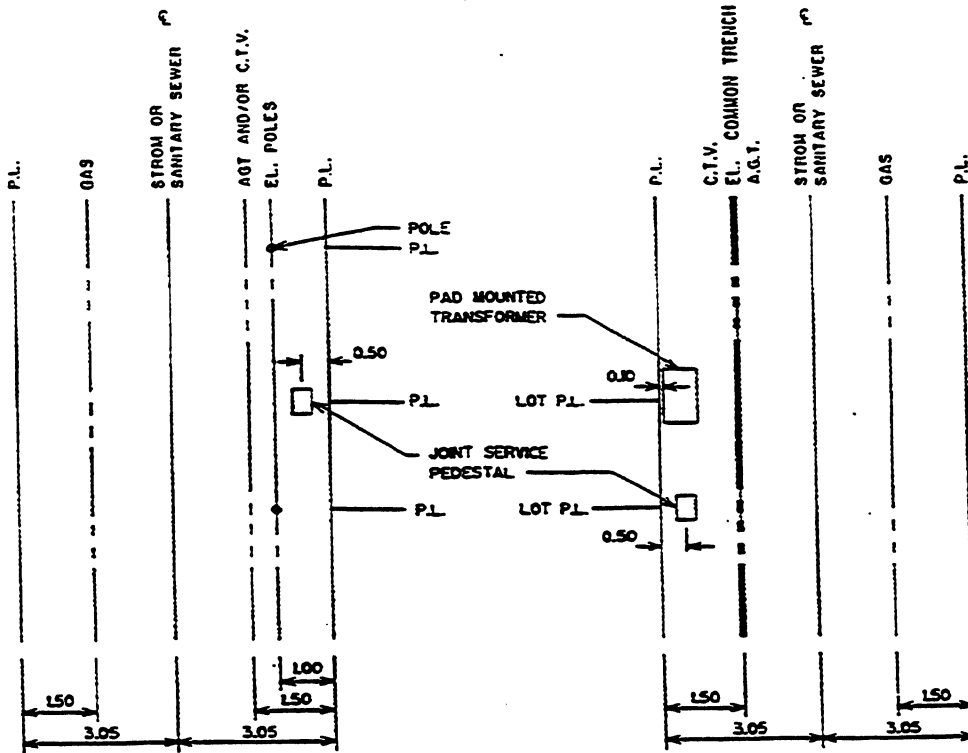 P.L.
GAS
STROM OR
SANITARY SEWER ℄
AGT AND/OR C.T.V.
EL. POLES
P.L.
POLE
P.L.
0.50
P.L.
P.L.
1.00
1.50
1.50
3.05
3.05
PAD MOUNTED
TRANSFORMER
JOINT SERVICE
PEDESTAL
P.L.
C.T.V.
EL. COMMON TRENCH
A.G.T.
STROM OR
SANITARY SEWER ℄
GAS
P.L.
0.10
LOT P.L.
LOT P.L.
0.50
1.50
1.50
3.05
3.05